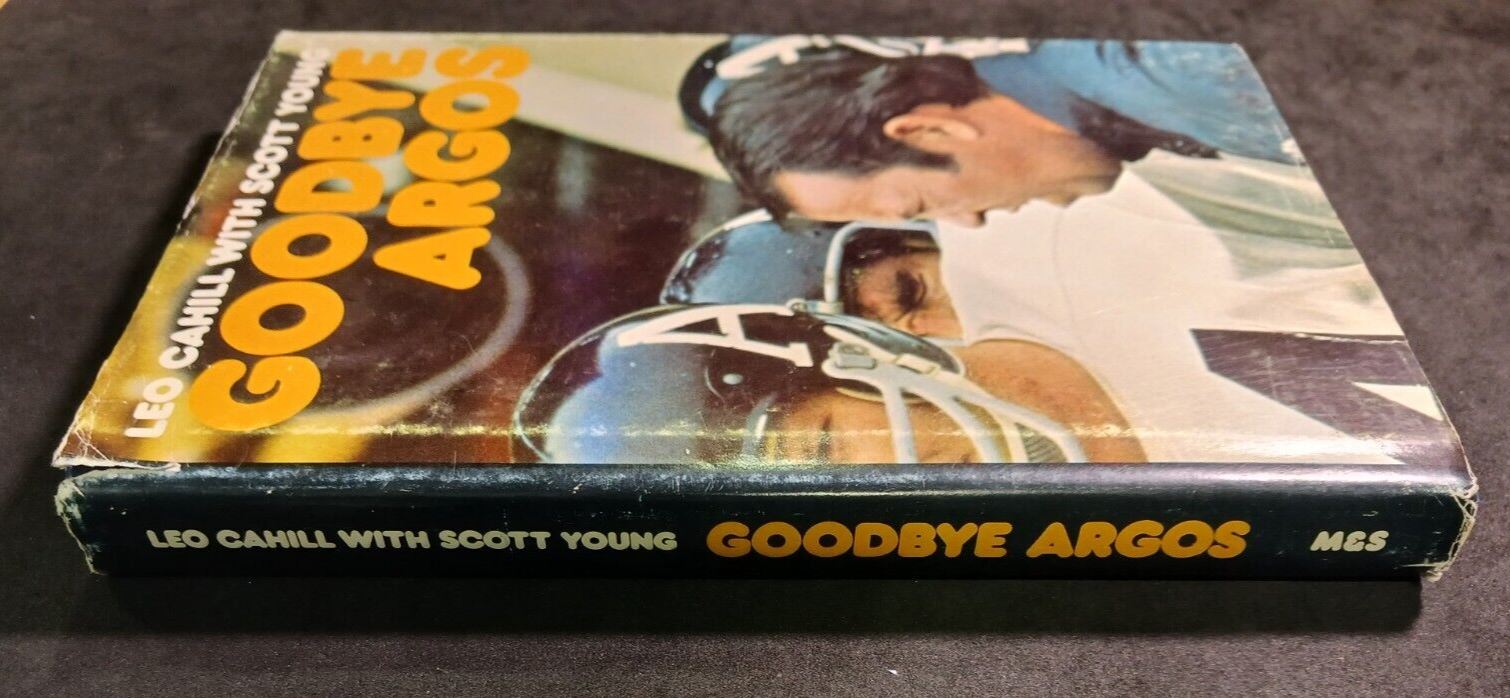 LEO CAHILL WITH SCOTT YOUNG
GOODBYE
ARGOS
A
LEO CAHILL WITH SCOTT YOUNG GOODBYE ARGOS M&S